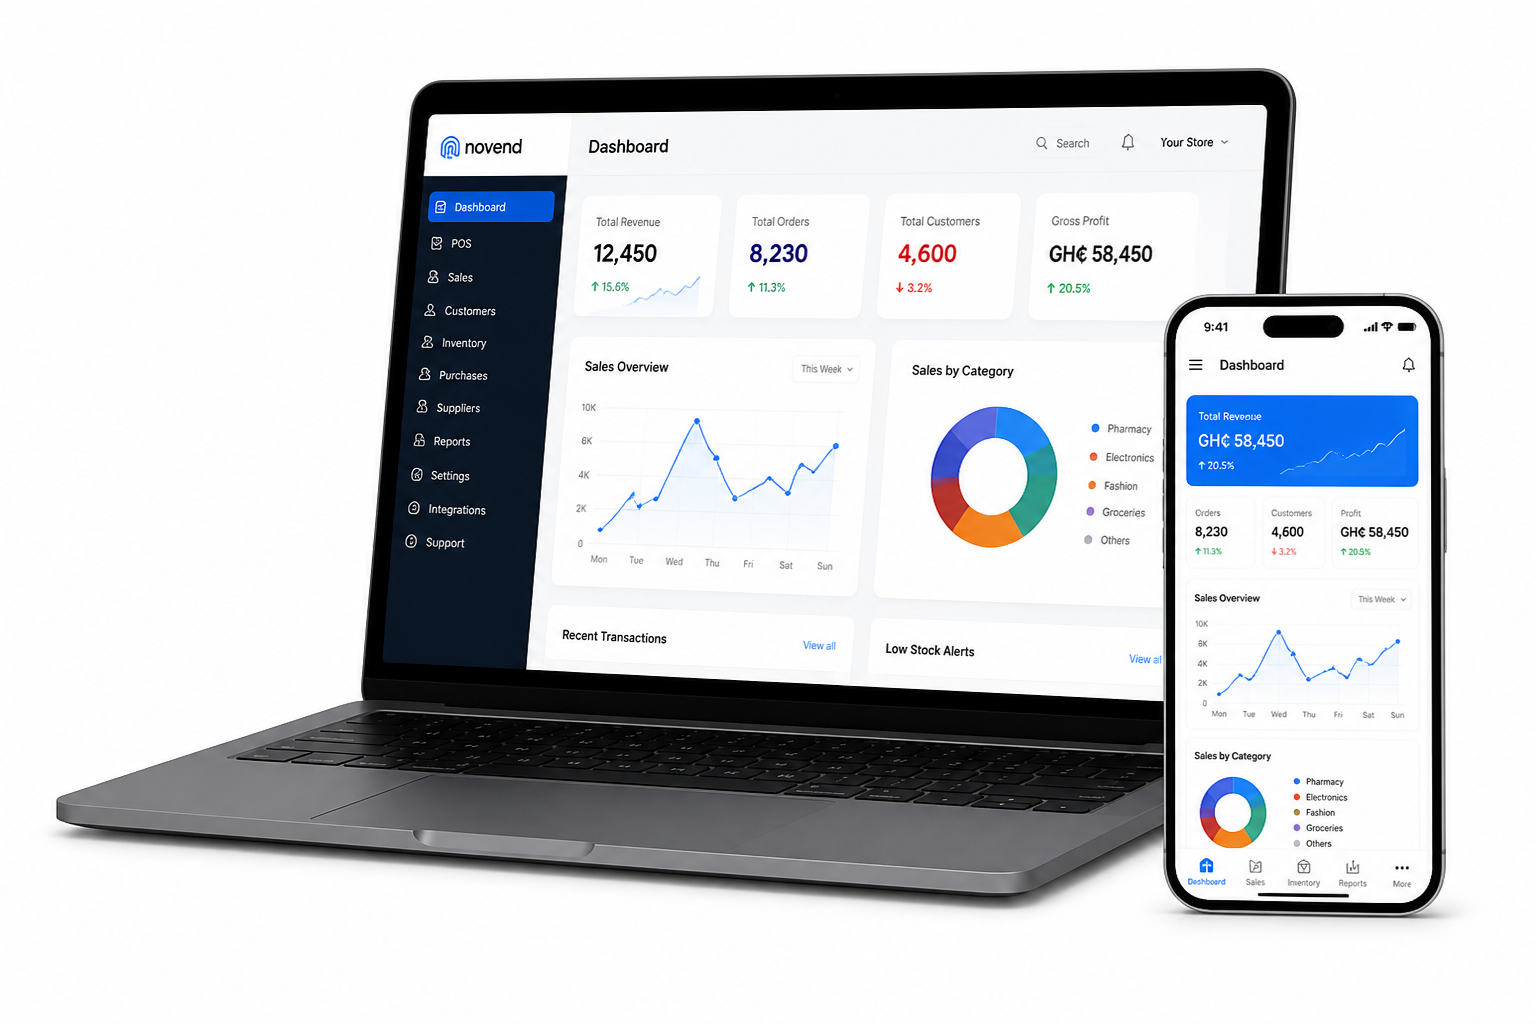 novend
Dashboard
Search
Your Store
Dashboard
POS
Sales
Customers
Inventory
Purchases
Suppliers
Reports
Settings
Integrations
Support
Total Revenue
12,450
↑ 15.6%
Total Orders
8,230
↑ 11.3%
Total Customers
4,600
↓ 3.2%
Gross Profit
GH₵ 58,450
↑ 20.5%
Sales Overview
This Week
10K
6K
4K
2K
0
Mon Tue Wed Thu Fri Sat Sun
Sales by Category
Pharmacy
Electronics
Fashion
Groceries
Others
Recent Transactions
View all
Low Stock Alerts
View all
9:41
Dashboard
Total Revenue
GH₵ 58,450
↑ 20.5%
Orders
8,230
↑ 11.3%
Customers
4,600
↓ 3.2%
Profit
GH₵ 58,450
↑ 20.5%
Sales Overview
This Week
10K
6K
4K
2K
0
Mon Tue Wed Thu Fri Sat Sun
Sales by Category
Pharmacy
Electronics
Fashion
Groceries
Others
Dashboard
Sales
Inventory
Reports
More